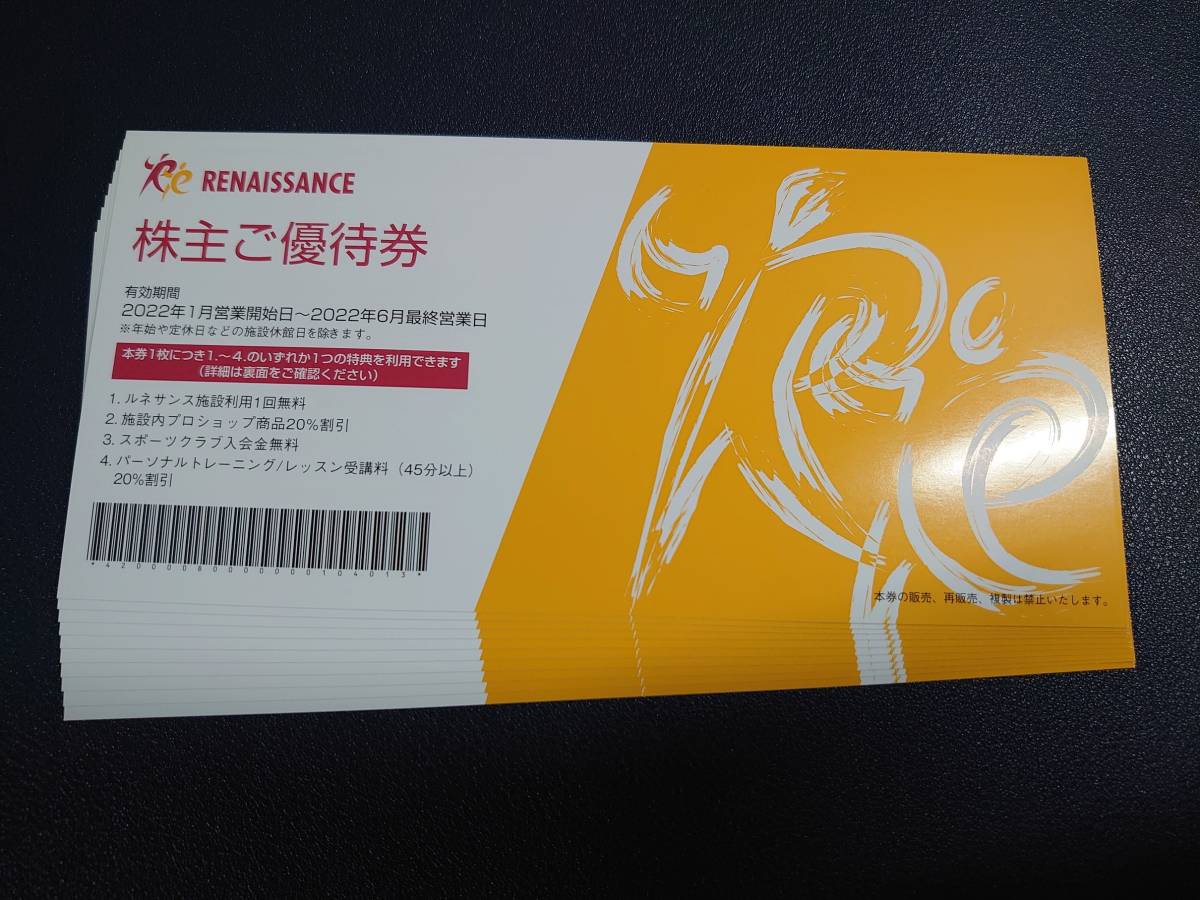 RENAISSANCE
株主ご優待券
有効期間
2022年1月営業開始日～2022年6月最終営業日
※年始や定休日などの施設休館日を除きます。
本券1枚につき1.～4.のいずれか1つの特典を利用できます
（詳細は裏面をご確認ください）
1. ルネサンス施設利用1回無料
2. 施設内プロショップ商品20%割引
3. スポーツクラブ入会金無料
4. パーソナルトレーニング/レッスン受講料（45分以上）
20%割引
*42000080000000104013*
本券の販売、再販売、複製は禁止いたします。